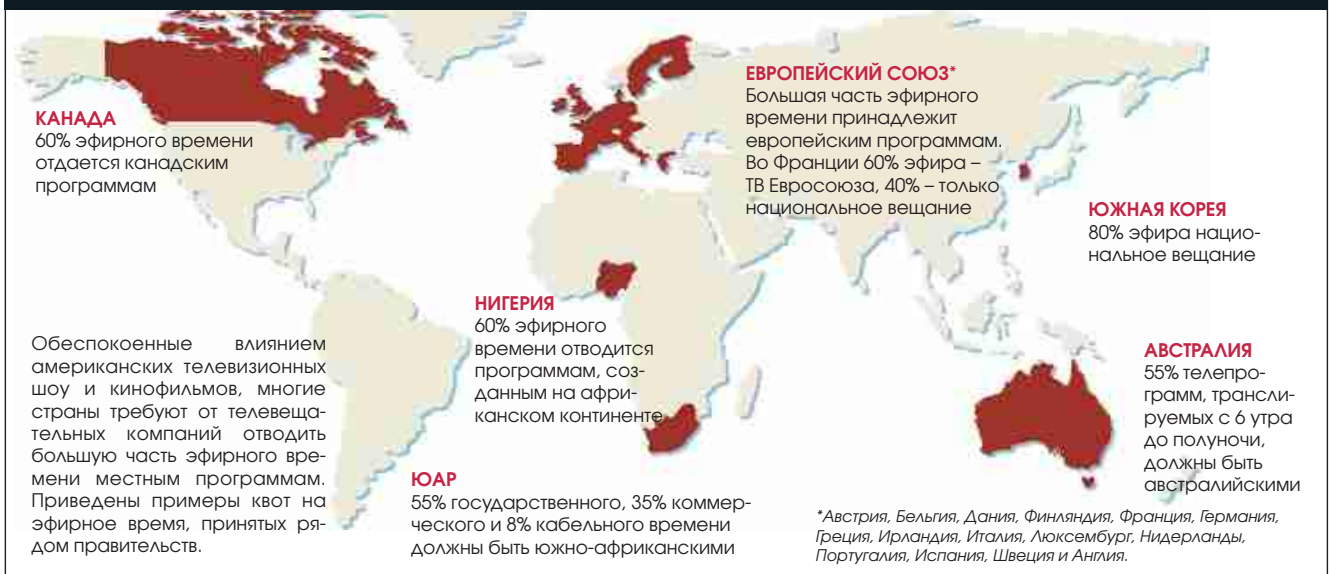 КАНАДА
60% эфирного времени
отдается канадским
программам
ЕВРОПЕЙСКИЙ СОЮЗ*
Большая часть эфирного
времени принадлежит
европейским программам.
Во Франции 60% эфира –
ТВ Евросоюза, 40% – только
национальное вещание
ЮЖНАЯ КОРЕЯ
80% эфира нацио-
нальное вещание
НИГЕРИЯ
60% эфирного
времени отводится
программам, соз-
данным на афри-
канском континенте
АВСТРАЛИЯ
55% телепро-
грамм, трансли-
руемых с 6 утра
до полуночи,
должны быть
австралийскими
Обеспокоенные влиянием
американских телевизионных
шоу и кинофильмов, многие
страны требуют от телевеща-
тельных компаний отводить
большую часть эфирного вре-
мени местным программам.
Приведены примеры квот на
эфирное время, принятых ря-
дом правительств.
ЮАР
55% государственного, 35% коммер-
ческого и 8% кабельного времени
должны быть южно-африканскими
*Австрия, Бельгия, Дания, Финляндия, Франция, Германия,
Греция, Ирландия, Италия, Люксембург, Нидерланды,
Португалия, Испания, Швеция и Англия.